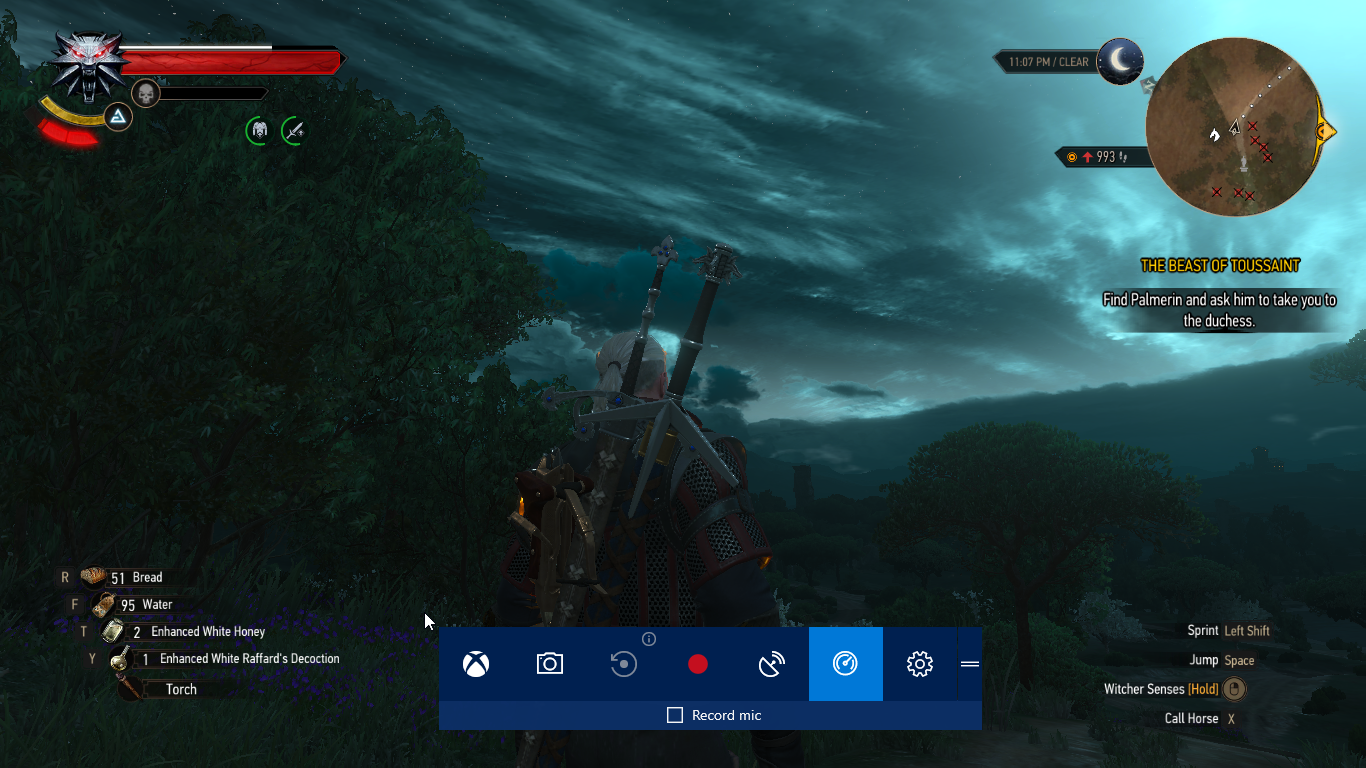 11:07 PM / CLEAR
993
THE BEAST OF TOUSSAINT
Find Palmerin and ask him to take you to
the duchess.
R 51 Bread
F 95 Water
T 2 Enhanced White Honey
Y 1 Enhanced White Raffard's Decoction
Torch
Sprint Left Shift
Jump Space
Witcher Senses [Hold]
Call Horse X
Record mic